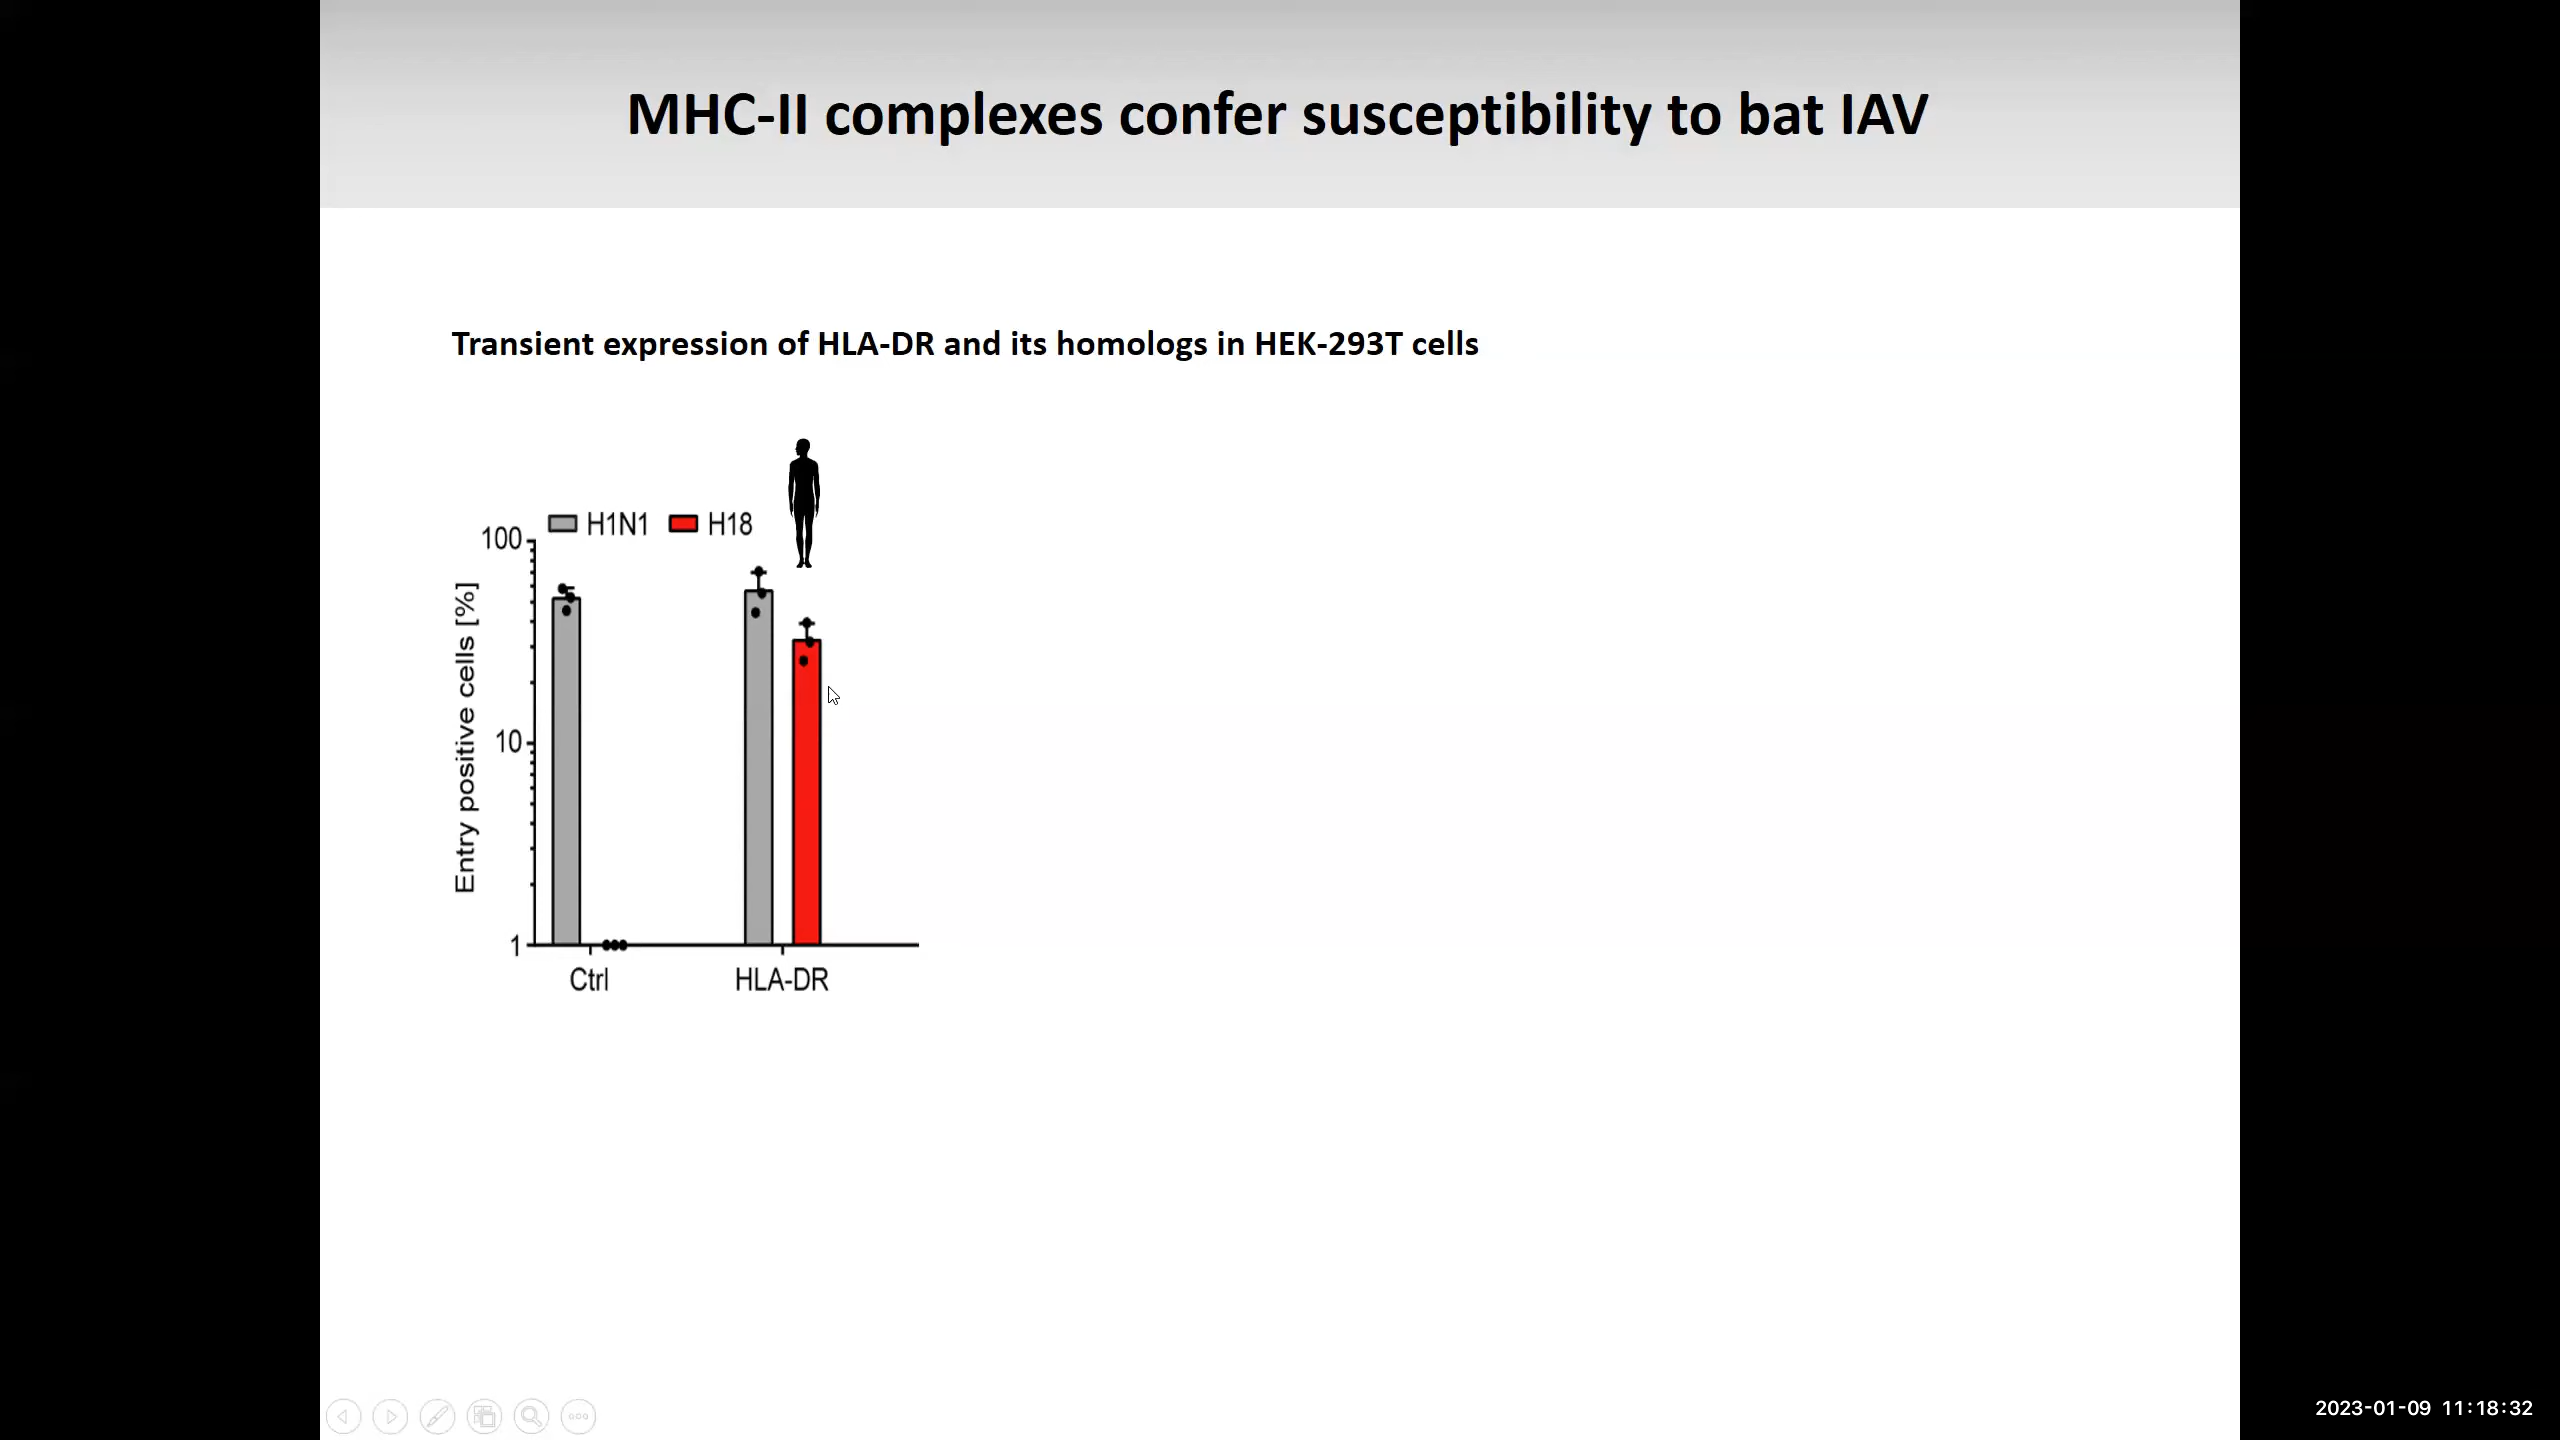 MHC-II complexes confer susceptibility to bat IAV
Transient expression of HLA-DR and its homologs in HEK-293T cells
H1N1 H18
100
10
1
Entry positive cells [%]
Ctrl HLA-DR
2023-01-09 11:18:32